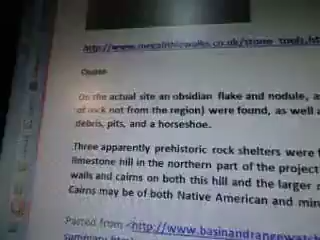 http://www.megalithicwalks.co.uk/stone_tools.ht
On the actual site an obsidian flake and nodule, a
of rock not from the region) were found, as well a
debris, pits, and a horseshoe.
Three apparently prehistoric rock shelters were f
limestone hill in the northern part of the project
walls and cairns on both this hill and the larger r
Cairns may be of both Native American and min
Pasted from <http://www.basinandrangewatch
summary.html